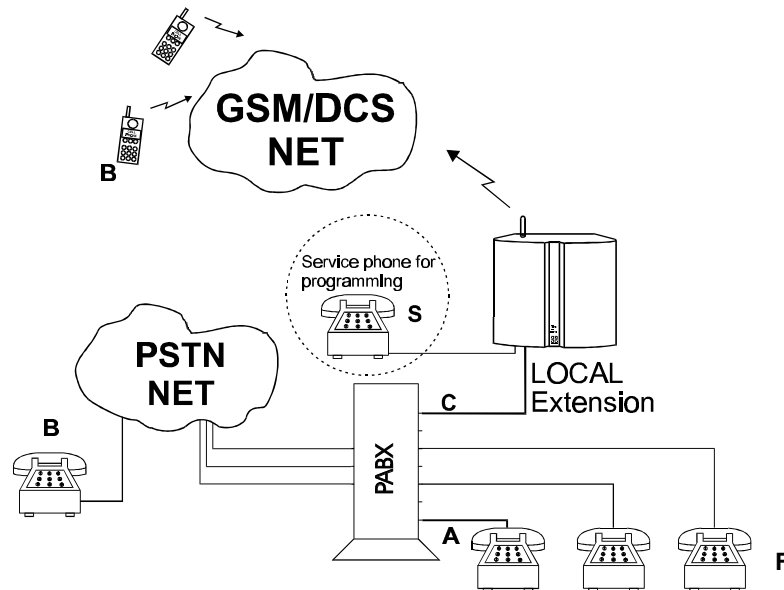 GSM/DCS
NET
B
Service phone for
programming
S
PSTN
NET
LOCAL
Extension
C
B
PABX
A